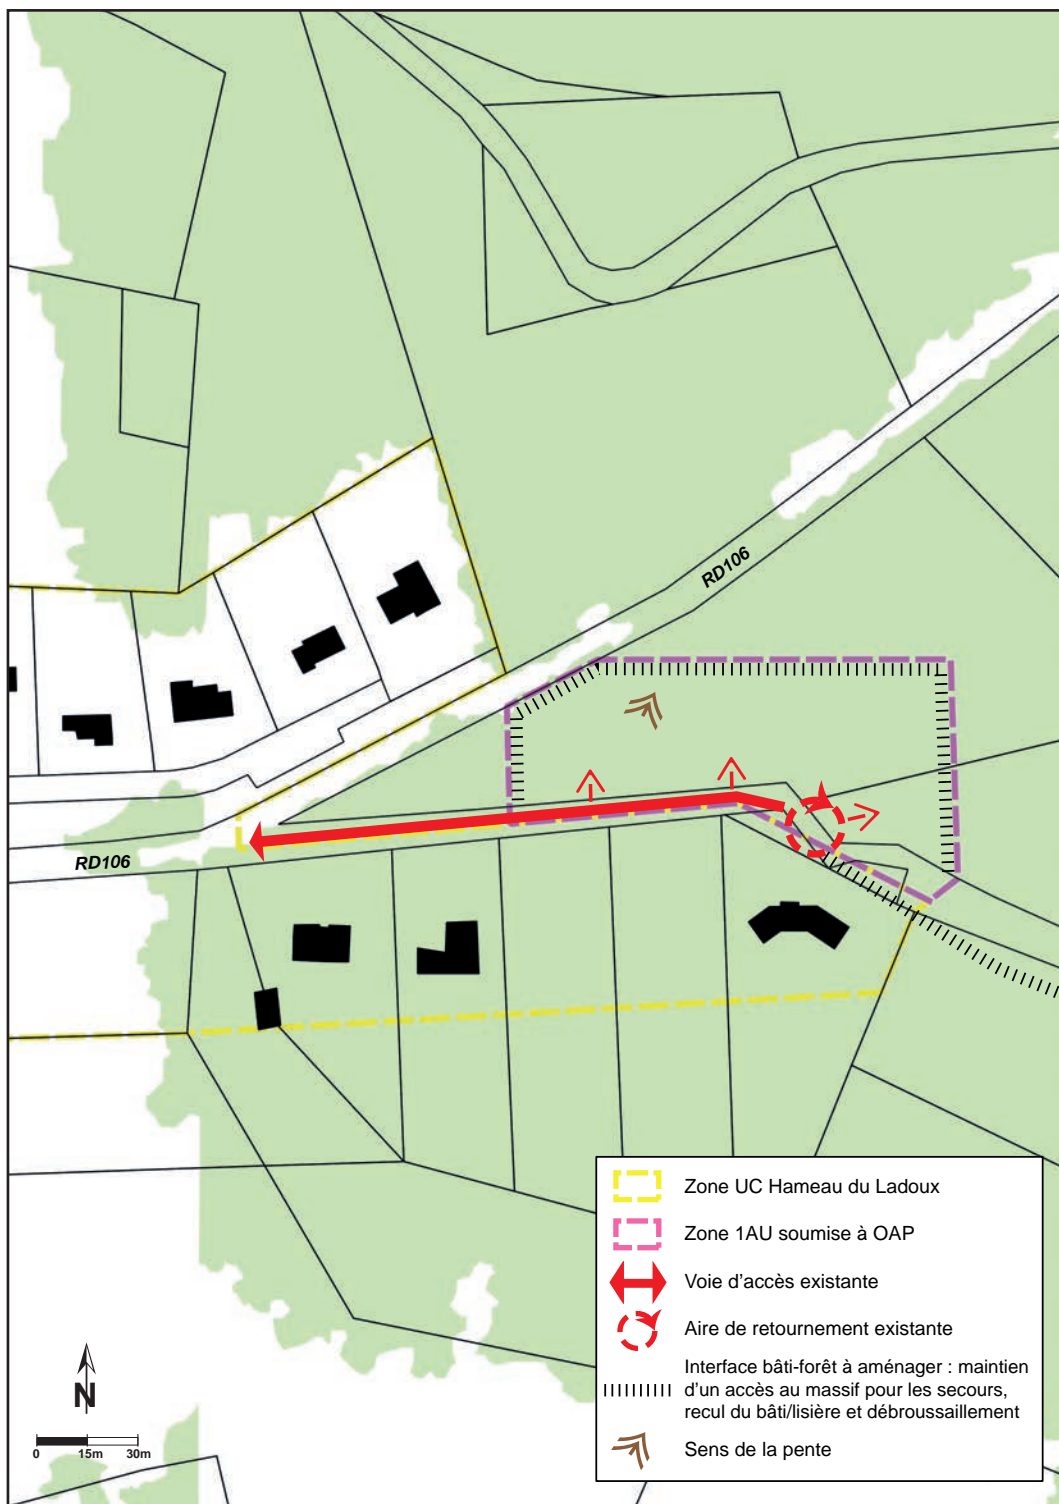 RD106
RD106
Zone UC Hameau du Ladoux
Zone 1AU soumise à OAP
Voie d'accès existante
Aire de retournement existante
Interface bâti-forêt à aménager : maintien
d'un accès au massif pour les secours,
recul du bâti/lisière et débroussaillement
Sens de la pente
N
0 15m 30m